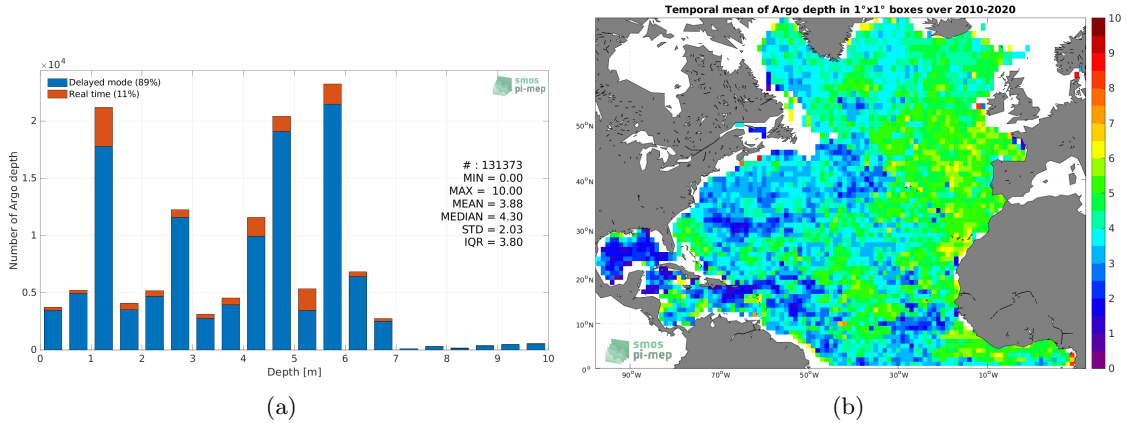 ×10⁴
Delayed mode (89%)
Real time (11%)
smos
pi-mep
2
1.5
1
0.5
0
Number of Argo depth
# : 131373
MIN = 0.00
MAX = 10.00
MEAN = 3.88
MEDIAN = 4.30
STD = 2.03
IQR = 3.80
0 1 2 3 4 5 6 7 8 9 10
Depth [m]
(a)
Temporal mean of Argo depth in 1°x1° boxes over 2010-2020
50°N
40°N
30°N
20°N
10°N
0°
90°W 70°W 50°W 30°W 10°W
smos
pi-mep
10
9
8
7
6
5
4
3
2
1
0
(b)